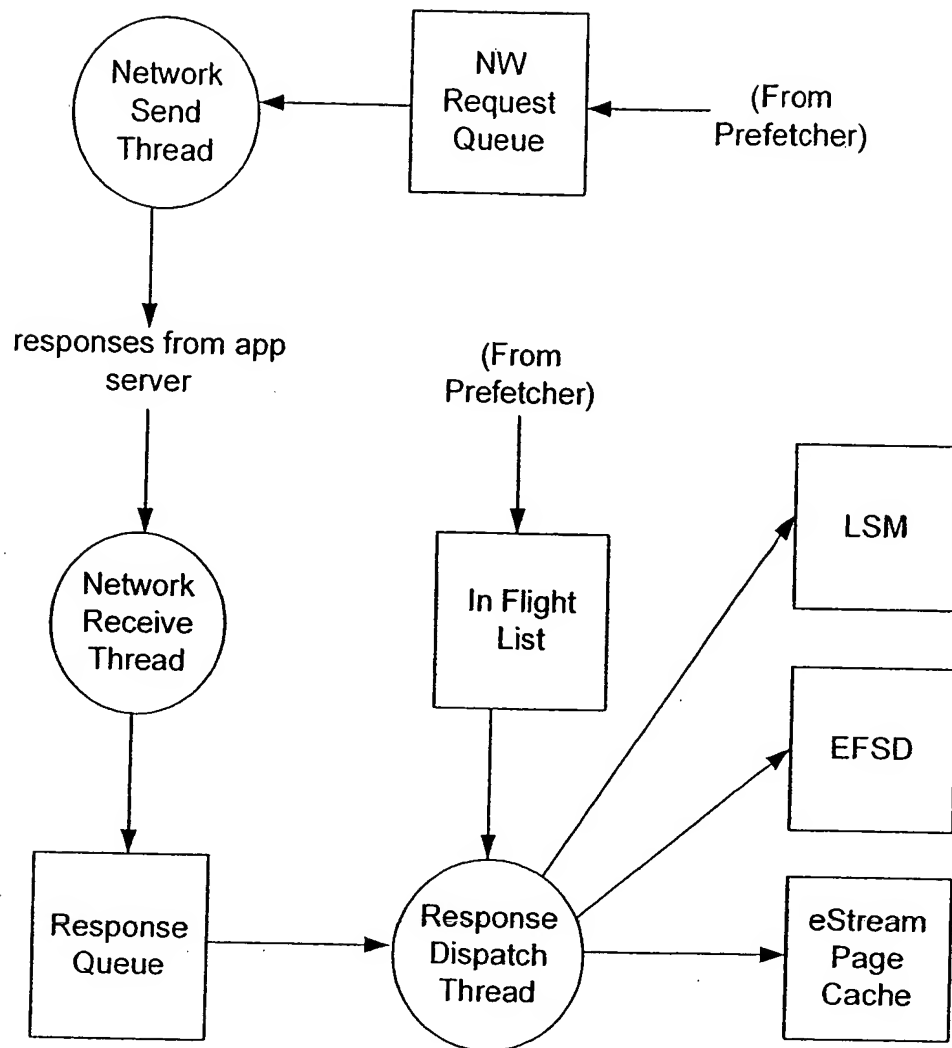 Network
Send
Thread
NW
Request
Queue
(From
Prefetcher)
responses from app
server
(From
Prefetcher)
Network
Receive
Thread
In Flight
List
LSM
EFSD
Response
Queue
Response
Dispatch
Thread
eStream
Page
Cache